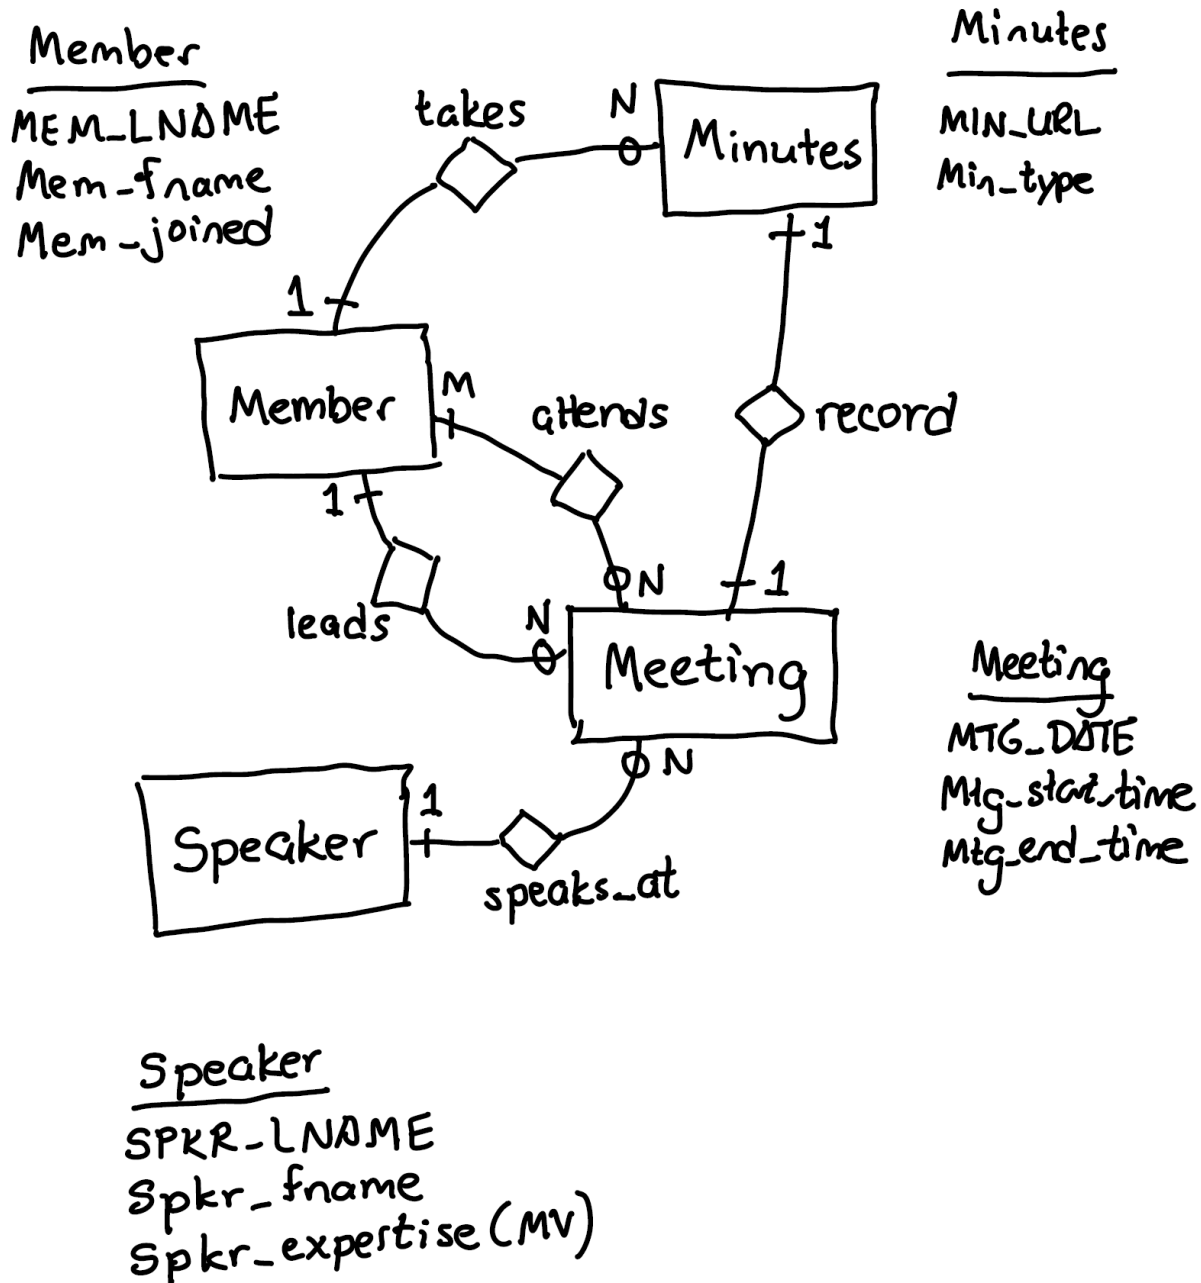 Member
MEM_LNAME
Mem_fname
Mem_joined
Minutes
MIN_URL
Min_type
takes
N
Minutes
1
1
Member
M
attends
record
1
leads
N
N
1
Meeting
N
Meeting
MTG_DATE
Mtg_start_time
Mtg_end_time
Speaker
1
speaks_at
Speaker
SPKR_LNAME
Spkr_fname
Spkr_expertise (MV)